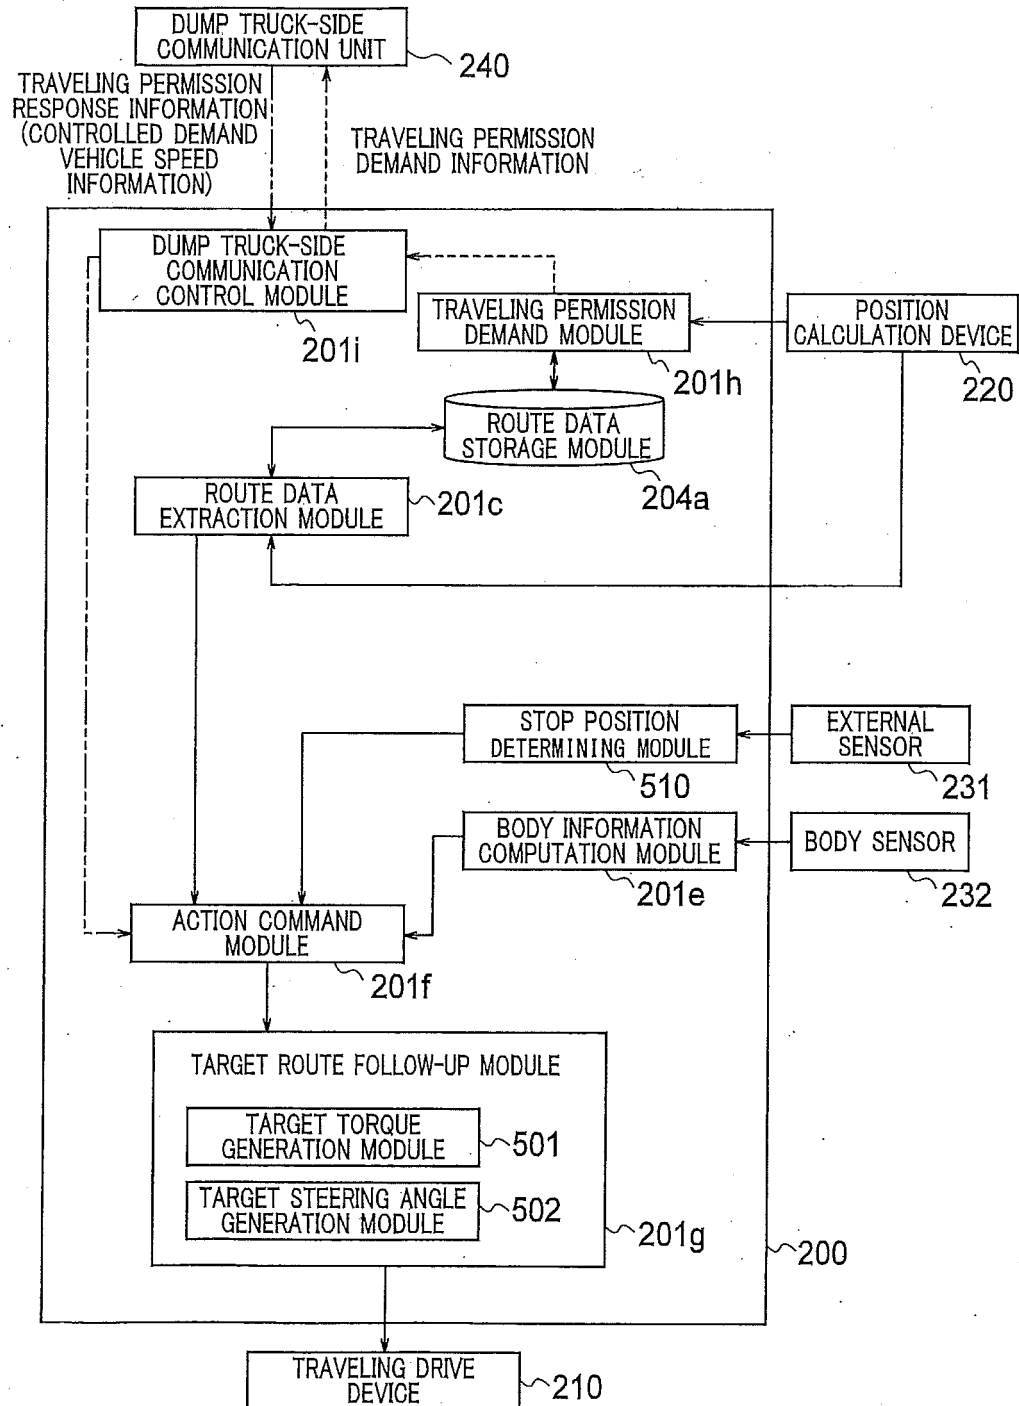 DUMP TRUCK-SIDE
COMMUNICATION UNIT
240
TRAVELING PERMISSION
RESPONSE INFORMATION
(CONTROLLED DEMAND
VEHICLE SPEED
INFORMATION)
TRAVELING PERMISSION
DEMAND INFORMATION
DUMP TRUCK-SIDE
COMMUNICATION
CONTROL MODULE
201i
TRAVELING PERMISSION
DEMAND MODULE
201h
POSITION
CALCULATION DEVICE
220
ROUTE DATA
STORAGE MODULE
204a
ROUTE DATA
EXTRACTION MODULE
201c
STOP POSITION
DETERMINING MODULE
510
EXTERNAL
SENSOR
231
BODY INFORMATION
COMPUTATION MODULE
201e
BODY SENSOR
232
ACTION COMMAND
MODULE
201f
TARGET ROUTE FOLLOW-UP MODULE
TARGET TORQUE
GENERATION MODULE
501
TARGET STEERING ANGLE
GENERATION MODULE
502
201g
200
TRAVELING DRIVE
DEVICE
210